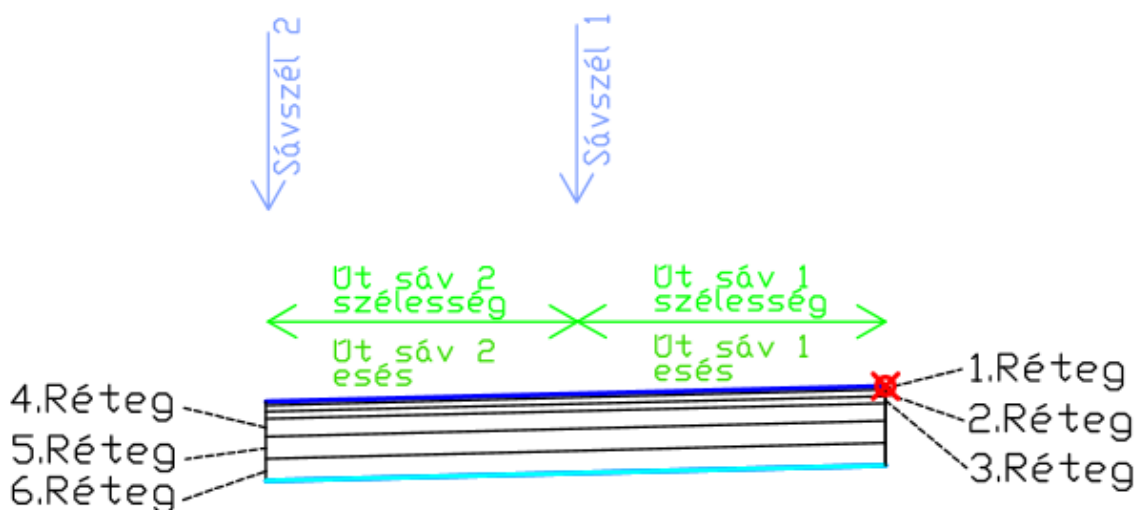 Sávszél 2
Sávszél 1
Út sáv 2
szélesség
Út sáv 1
szélesség
Út sáv 2
esés
Út sáv 1
esés
4.Réteg
5.Réteg
6.Réteg
1.Réteg
2.Réteg
3.Réteg